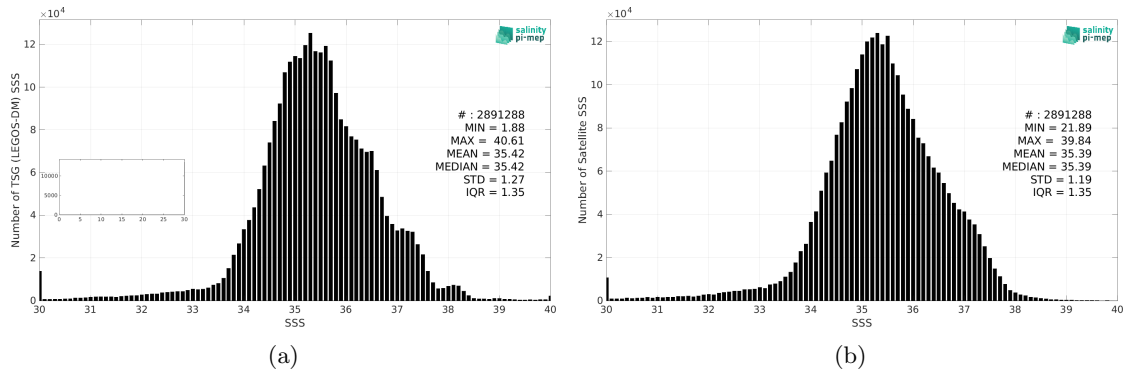 ×10⁴
12
10
8
6
4
2
0
Number of TSG (LEGOS-DM) SSS
salinity
pi-mep
# : 2891288
MIN = 1.88
MAX = 40.61
MEAN = 35.42
MEDIAN = 35.42
STD = 1.27
IQR = 1.35
10000
5000
0
0 5 10 15 20 25 30
30 31 32 33 34 35 36 37 38 39 40
SSS
(a)
×10⁴
12
10
8
6
4
2
0
Number of Satellite SSS
salinity
pi-mep
# : 2891288
MIN = 21.89
MAX = 39.84
MEAN = 35.39
MEDIAN = 35.39
STD = 1.19
IQR = 1.35
30 31 32 33 34 35 36 37 38 39 40
SSS
(b)